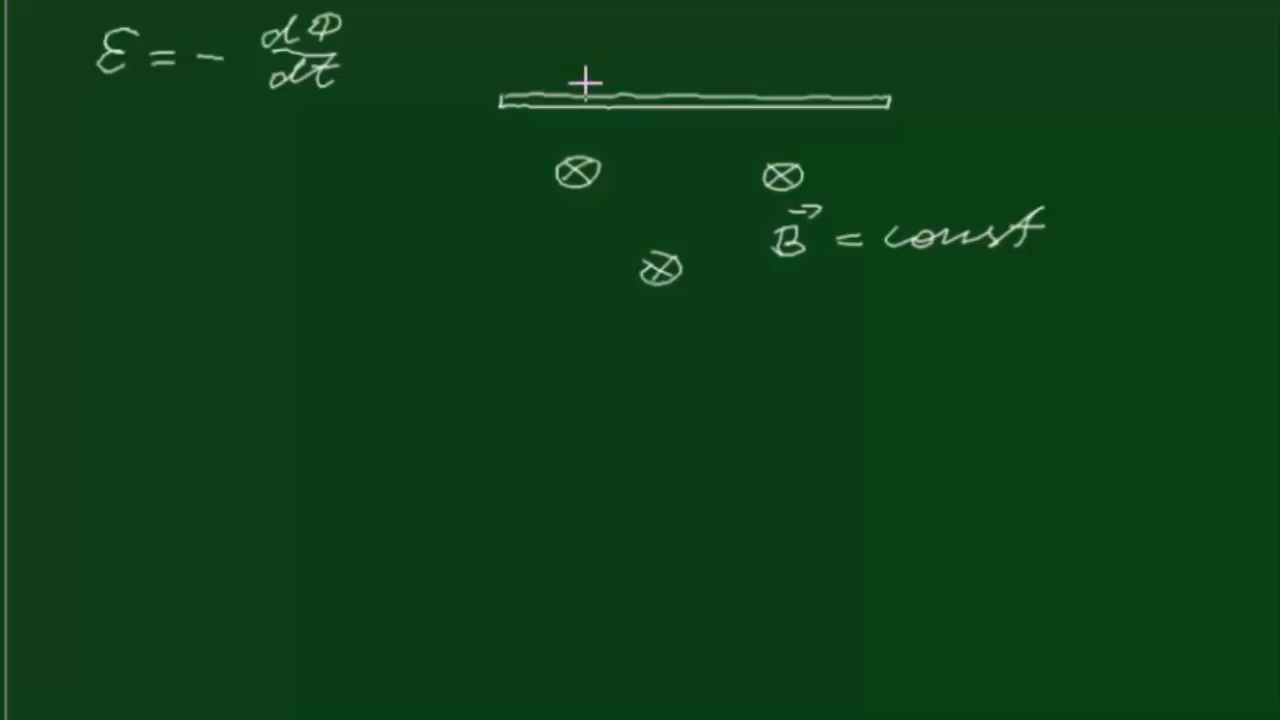 ℰ = - dΦ/dt
B⃗ = const